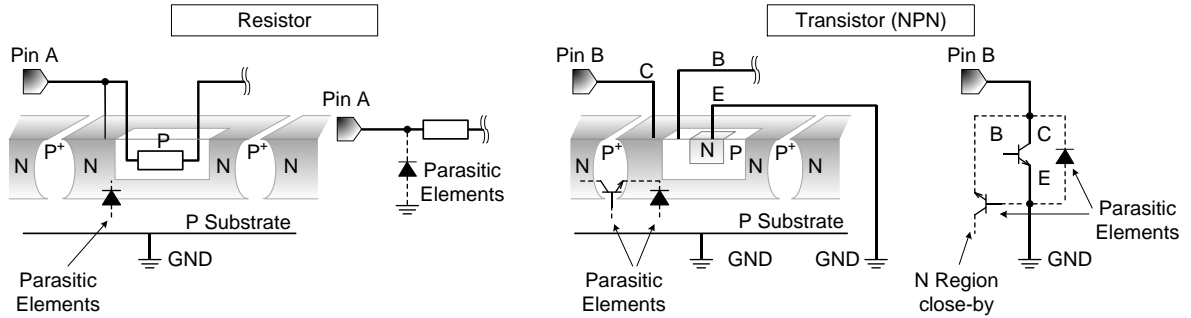 Resistor
Transistor (NPN)
Pin A
Pin B
C
B
E
Pin B
Pin A
N
P+
N
P
N
P+
N
Parasitic
Elements
P Substrate
GND
Parasitic
Elements
N
P+
N
N
P
N
P+
N
P Substrate
GND
GND
Parasitic
Elements
B
C
E
Parasitic
Elements
N Region
close-by